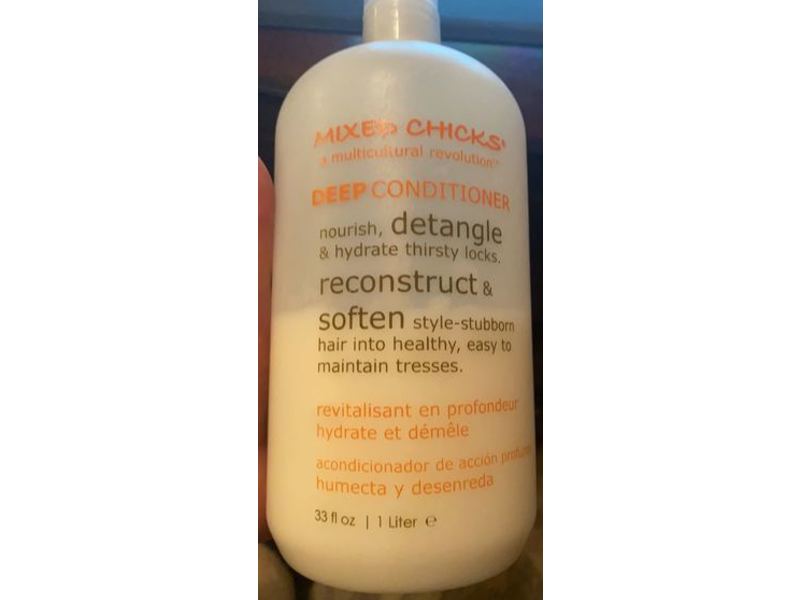 MIXED CHICKS®
a multicultural revolution™
DEEP CONDITIONER
nourish, detangle
& hydrate thirsty locks.
reconstruct &
soften style-stubborn
hair into healthy, easy to
maintain tresses.
revitalisant en profondeur
hydrate et démêle
acondicionador de acción
humecta y desenreda
33 fl oz | 1 Liter ℮